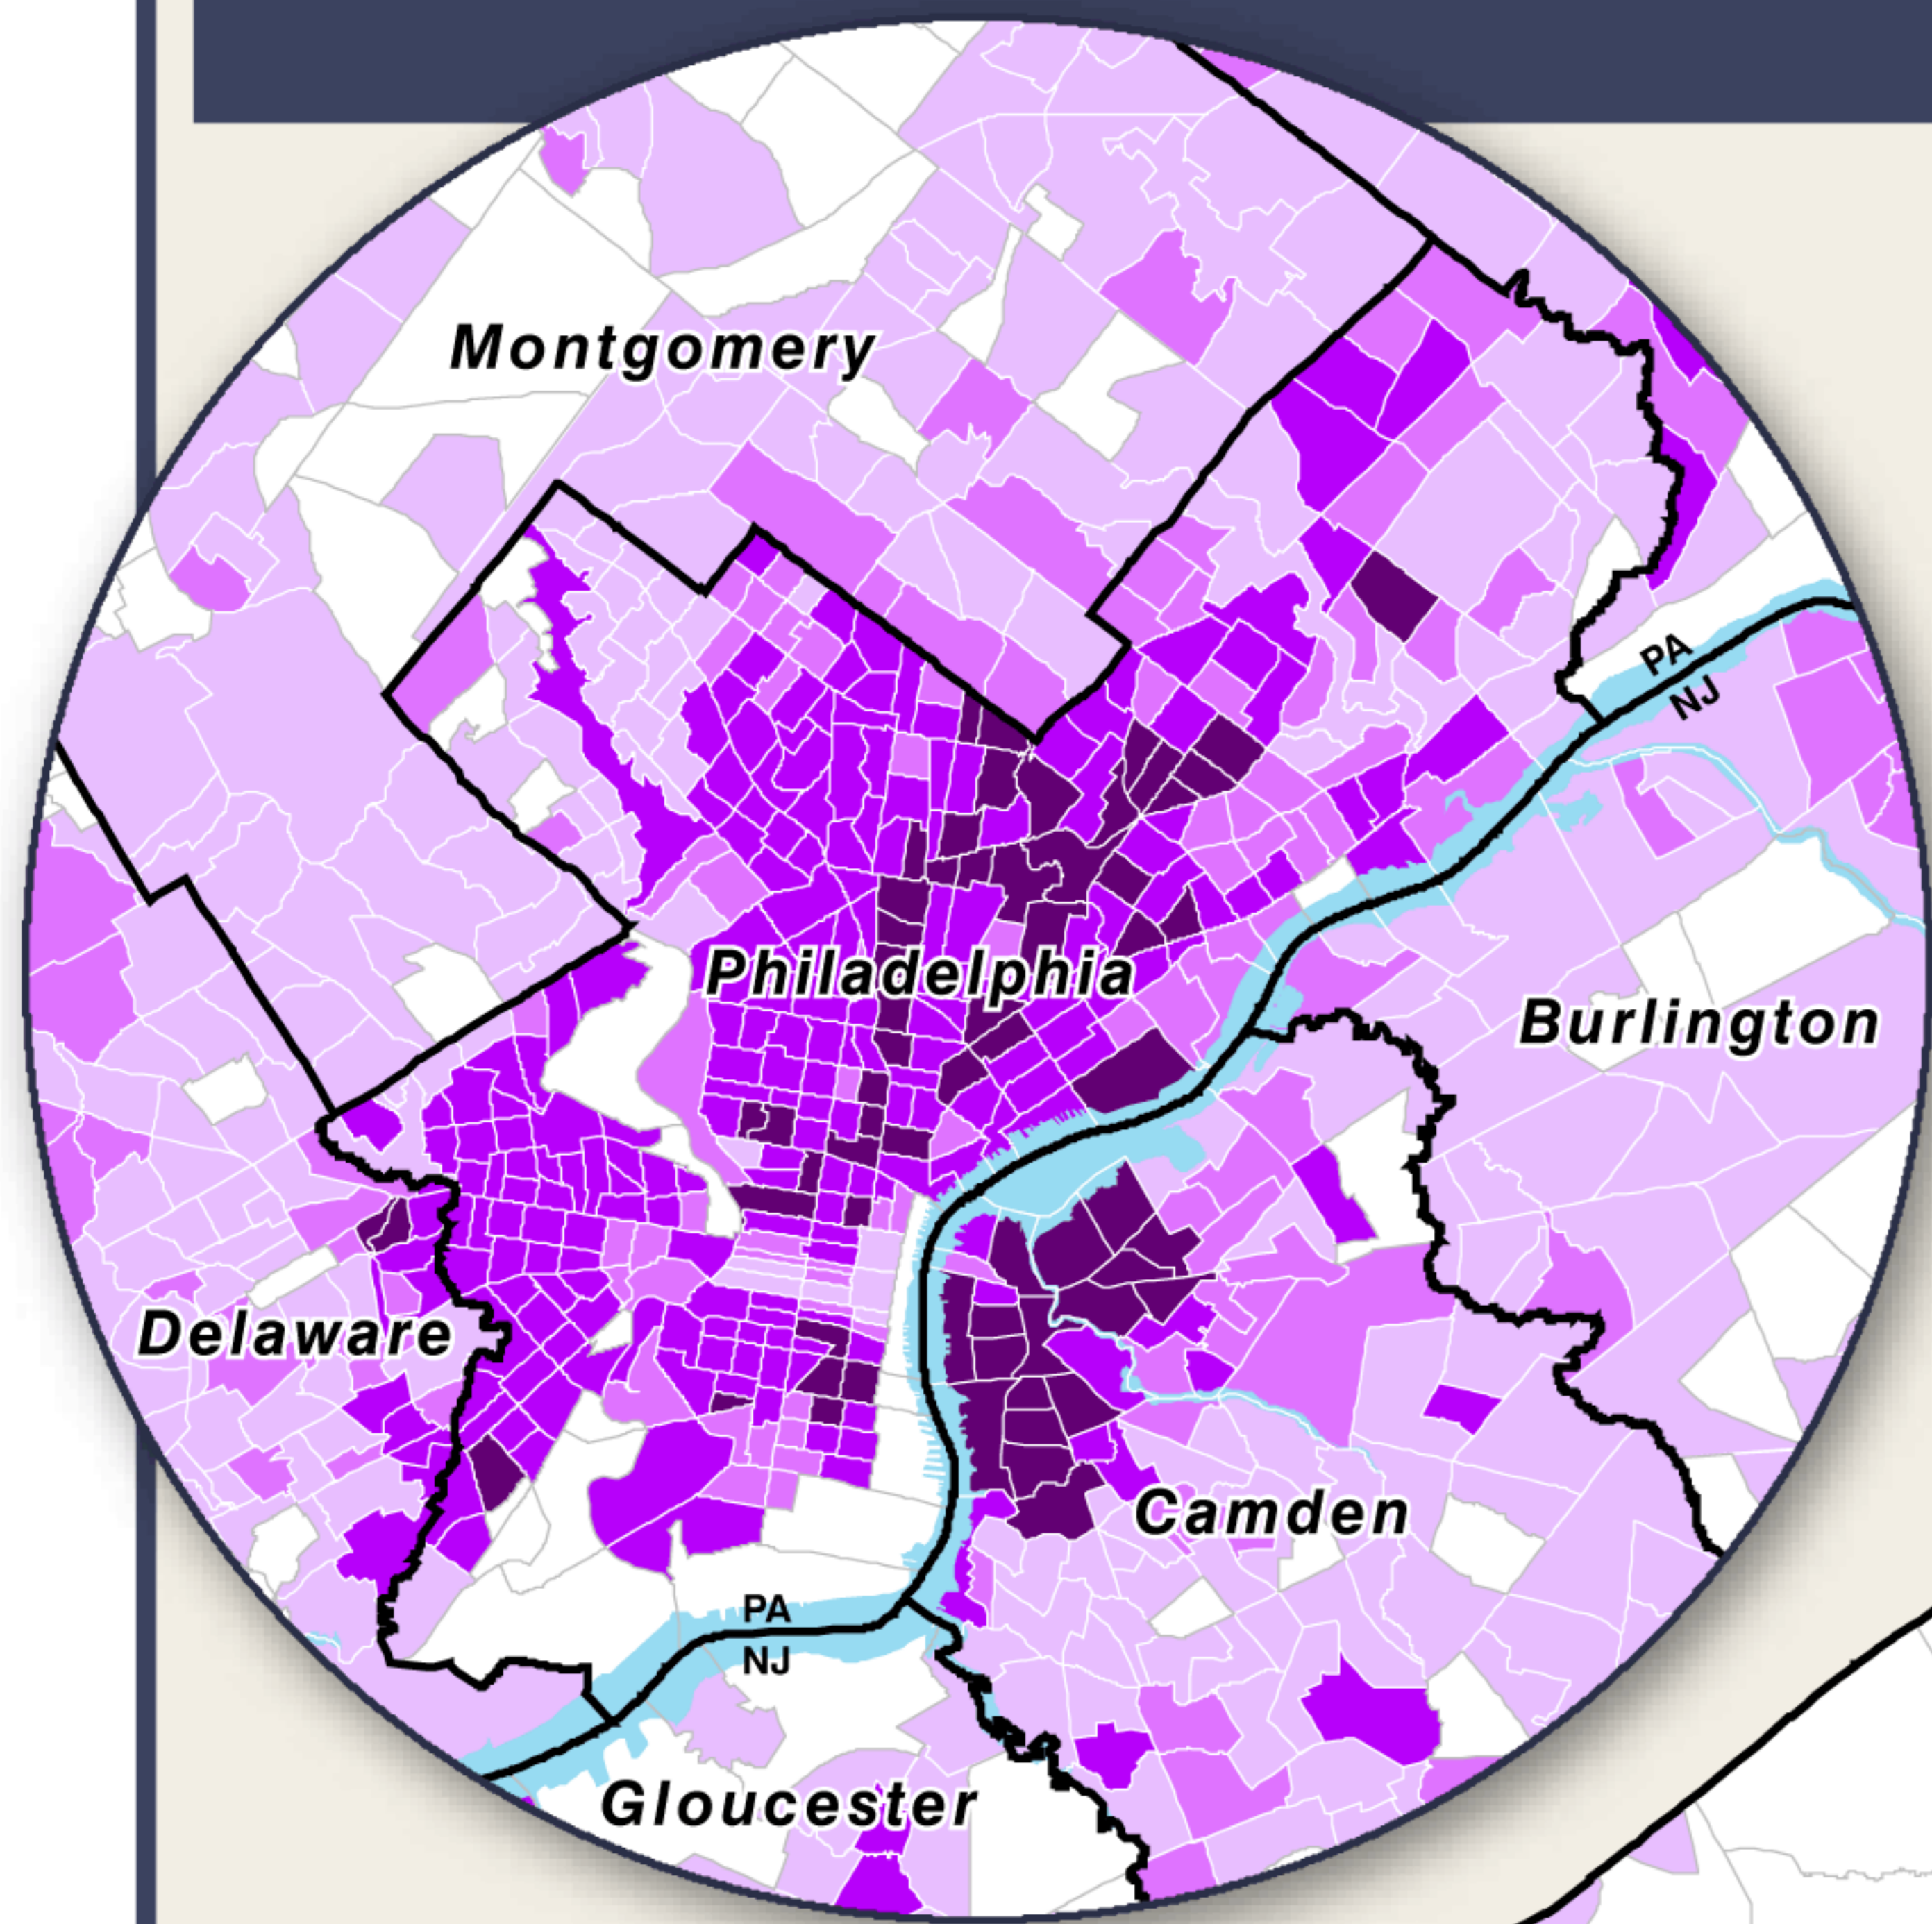 Montgomery
PA
NJ
Philadelphia
Burlington
Delaware
Camden
PA
NJ
Gloucester